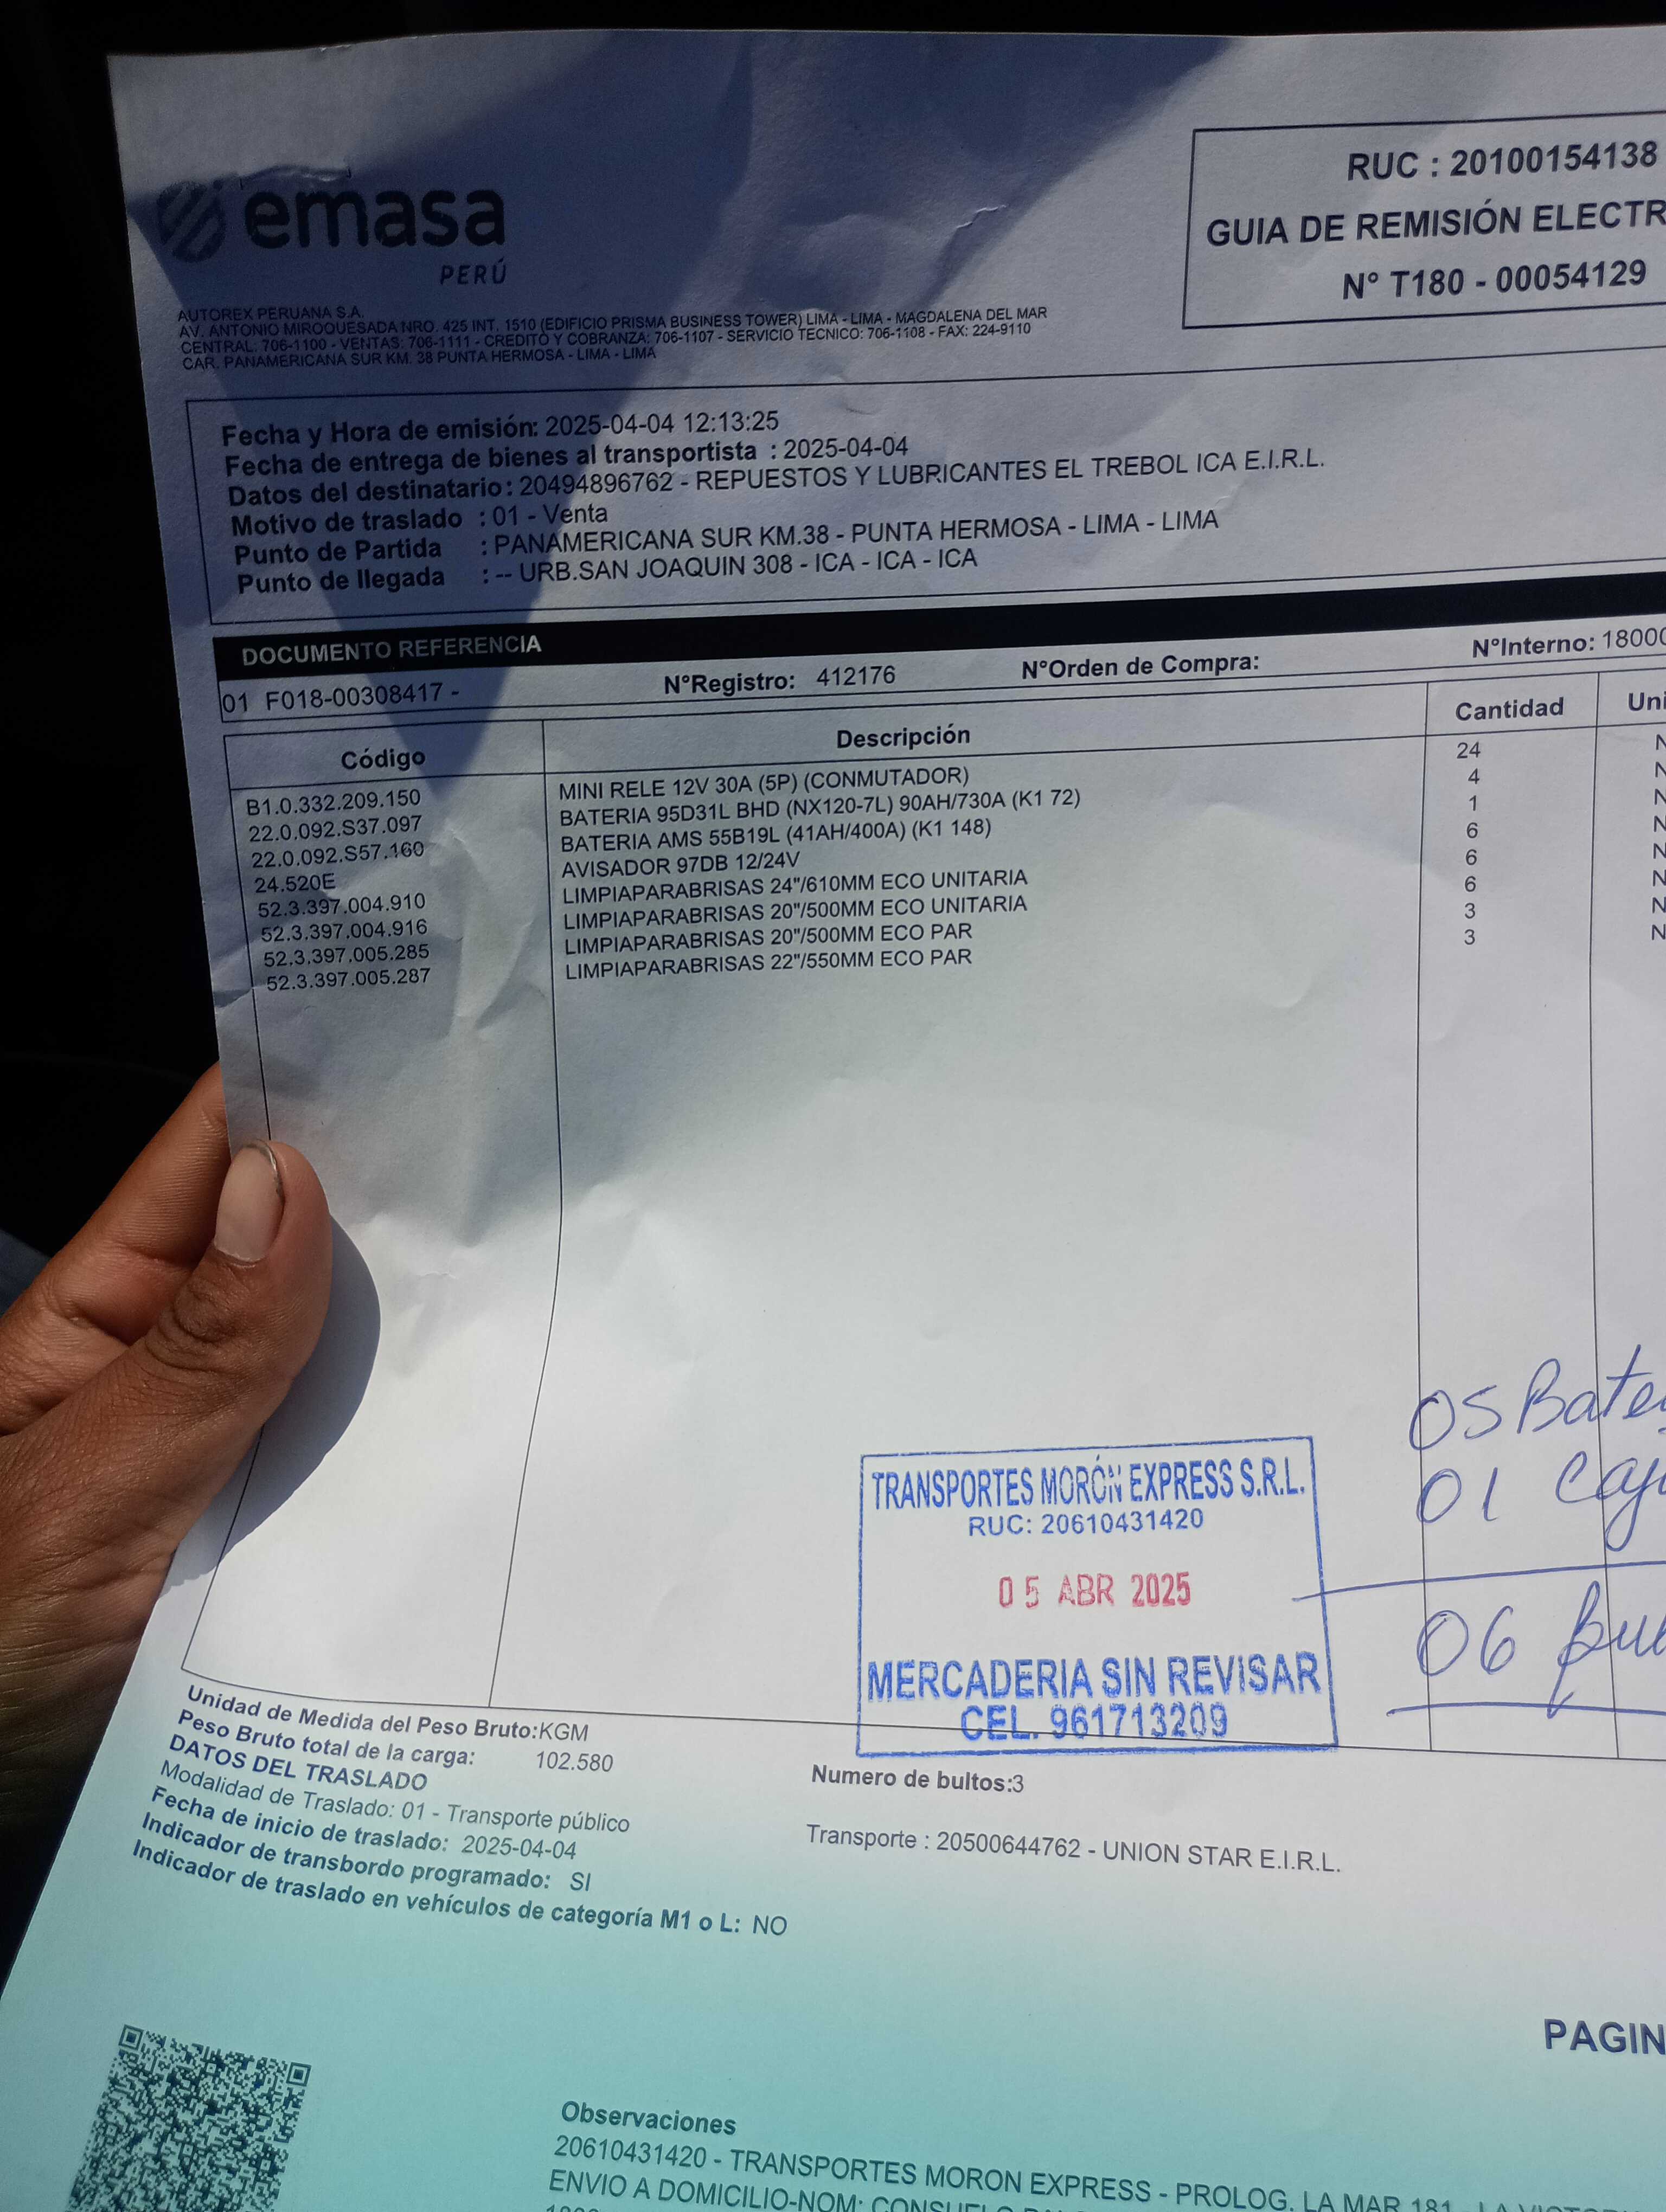 emasa
PERÚ
RUC : 20100154138
GUIA DE REMISIÓN ELECTR
N° T180 - 00054129
AUTOREX PERUANA S.A.
AV. ANTONIO MIROQUESADA NRO. 425 INT. 1510 (EDIFICIO PRISMA BUSINESS TOWER) LIMA - LIMA - MAGDALENA DEL MAR
CENTRAL: 706-1100 - VENTAS: 706-1111 - CREDITO Y COBRANZA: 706-1107 - SERVICIO TECNICO: 706-1108 - FAX: 224-9110
CAR. PANAMERICANA SUR KM. 38 PUNTA HERMOSA - LIMA - LIMA
Fecha y Hora de emisión: 2025-04-04 12:13:25
Fecha de entrega de bienes al transportista : 2025-04-04
Datos del destinatario : 20494896762 - REPUESTOS Y LUBRICANTES EL TREBOL ICA E.I.R.L.
Motivo de traslado : 01 - Venta
Punto de Partida : PANAMERICANA SUR KM.38 - PUNTA HERMOSA - LIMA - LIMA
Punto de llegada : -- URB.SAN JOAQUIN 308 - ICA - ICA - ICA
DOCUMENTO REFERENCIA
01 F018-00308417 - N°Registro: 412176 N°Orden de Compra: N°Interno: 18000
Código Descripción Cantidad Uni
B1.0.332.209.150 MINI RELE 12V 30A (5P) (CONMUTADOR) 24 N
22.0.092.S37.097 BATERIA 95D31L BHD (NX120-7L) 90AH/730A (K1 72) 4 N
22.0.092.S57.160 BATERIA AMS 55B19L (41AH/400A) (K1 148) 1 N
24.520E AVISADOR 97DB 12/24V 6 N
52.3.397.004.910 LIMPIAPARABRISAS 24"/610MM ECO UNITARIA 6 N
52.3.397.004.916 LIMPIAPARABRISAS 20"/500MM ECO UNITARIA 6 N
52.3.397.005.285 LIMPIAPARABRISAS 20"/500MM ECO PAR 3 N
52.3.397.005.287 LIMPIAPARABRISAS 22"/550MM ECO PAR 3 N
05 Bate
01 Caj
06 Bul
TRANSPORTES MORÓN EXPRESS S.R.L.
RUC: 20610431420
05 ABR 2025
MERCADERIA SIN REVISAR
CEL. 961713209
Unidad de Medida del Peso Bruto:KGM
Peso Bruto total de la carga: 102.580
Numero de bultos:3
DATOS DEL TRASLADO
Modalidad de Traslado: 01 - Transporte público
Transporte : 20500644762 - UNION STAR E.I.R.L.
Fecha de inicio de traslado: 2025-04-04
Indicador de transbordo programado: SI
Indicador de traslado en vehículos de categoría M1 o L: NO
PAGIN
Observaciones
20610431420 - TRANSPORTES MORON EXPRESS - PROLOG. LA MAR 181
ENVIO A DOMICILIO-NOM: